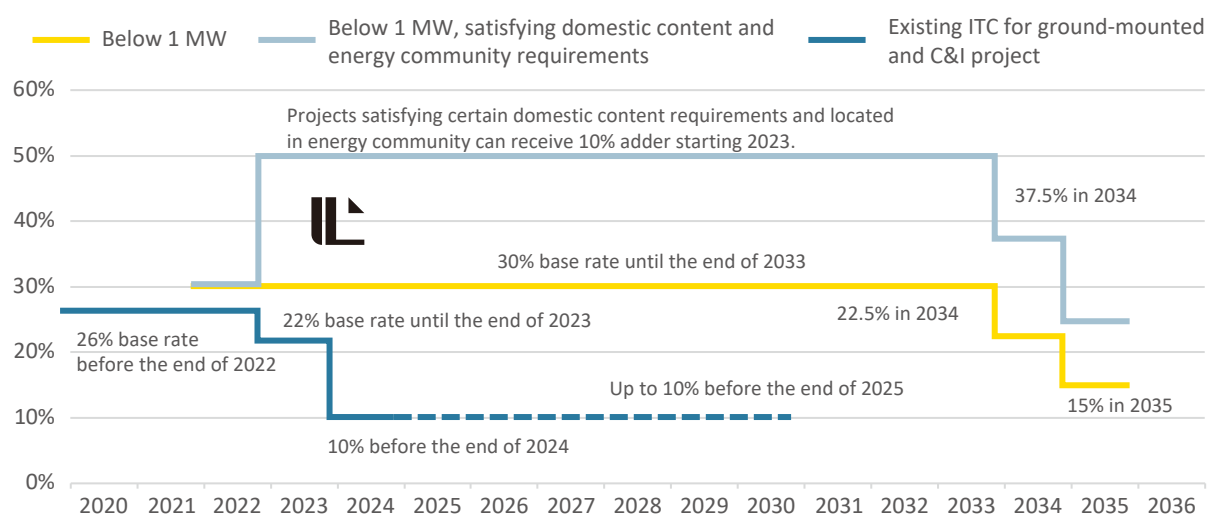 Below 1 MW
Below 1 MW, satisfying domestic content and
energy community requirements
Existing ITC for ground-mounted
and C&I project
60%
50%
40%
30%
20%
10%
0%
Projects satisfying certain domestic content requirements and located
in energy community can receive 10% adder starting 2023.
37.5% in 2034
30% base rate until the end of 2033
22% base rate until the end of 2023
22.5% in 2034
26% base rate
before the end of 2022
Up to 10% before the end of 2025
15% in 2035
10% before the end of 2024
2020 2021 2022 2023 2024 2025 2026 2027 2028 2029 2030 2031 2032 2033 2034 2035 2036